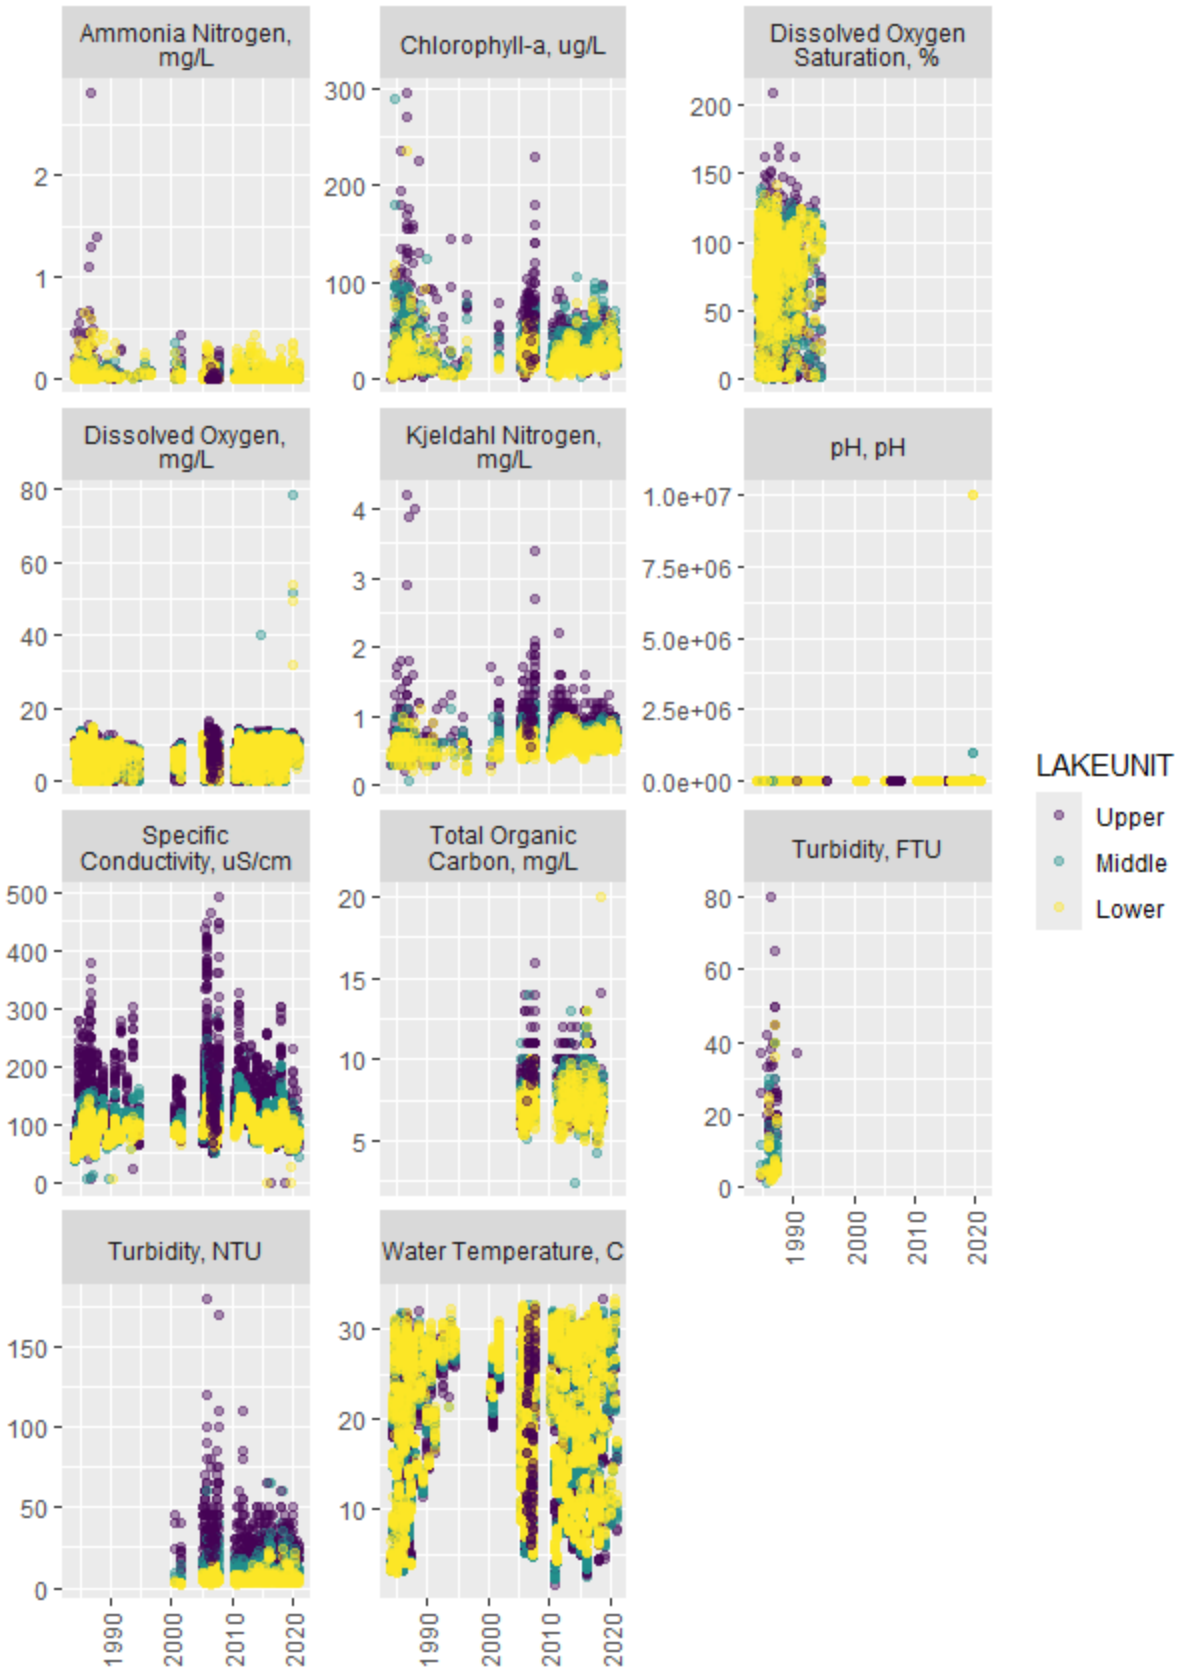 Ammonia Nitrogen,
mg/L
Chlorophyll-a, ug/L
Dissolved Oxygen
Saturation, %
2
1
0
300
200
100
0
200
150
100
50
0
Dissolved Oxygen,
mg/L
Kjeldahl Nitrogen,
mg/L
pH, pH
80
60
40
20
0
4
3
2
1
0
1.0e+07
7.5e+06
5.0e+06
2.5e+06
0.0e+00
Specific
Conductivity, uS/cm
Total Organic
Carbon, mg/L
Turbidity, FTU
500
400
300
200
100
0
20
15
10
5
80
60
40
20
0
1990
2000
2010
2020
Turbidity, NTU
Water Temperature, C
150
100
50
0
30
20
10
1990
2000
2010
2020
1990
2000
2010
2020
LAKEUNIT
Upper
Middle
Lower